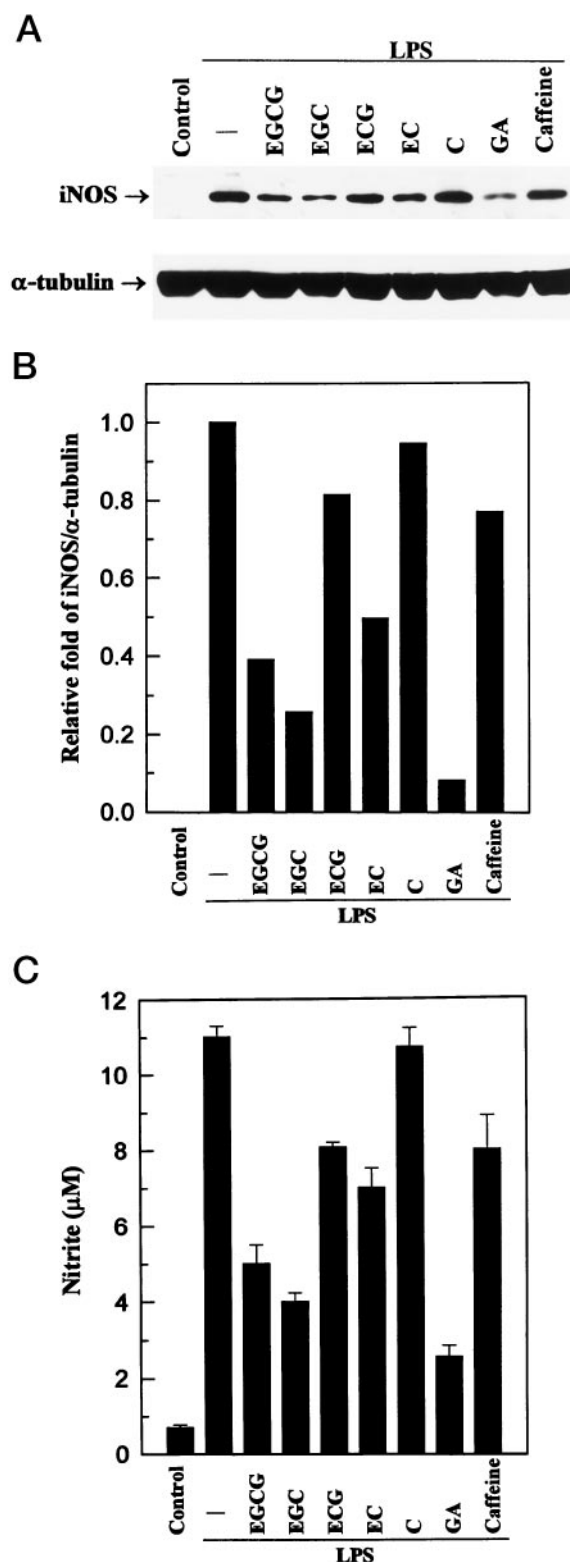 A
LPS
Control
—
EGCG
EGC
ECG
EC
C
GA
Caffeine
iNOS →
α-tubulin →
B
Relative fold of iNOS/α-tubulin
1.0
0.8
0.6
0.4
0.2
0.0
Control
—
EGCG
EGC
ECG
EC
C
GA
Caffeine
LPS
C
Nitrite (μM)
12
10
8
6
4
2
0
Control
—
EGCG
EGC
ECG
EC
C
GA
Caffeine
LPS